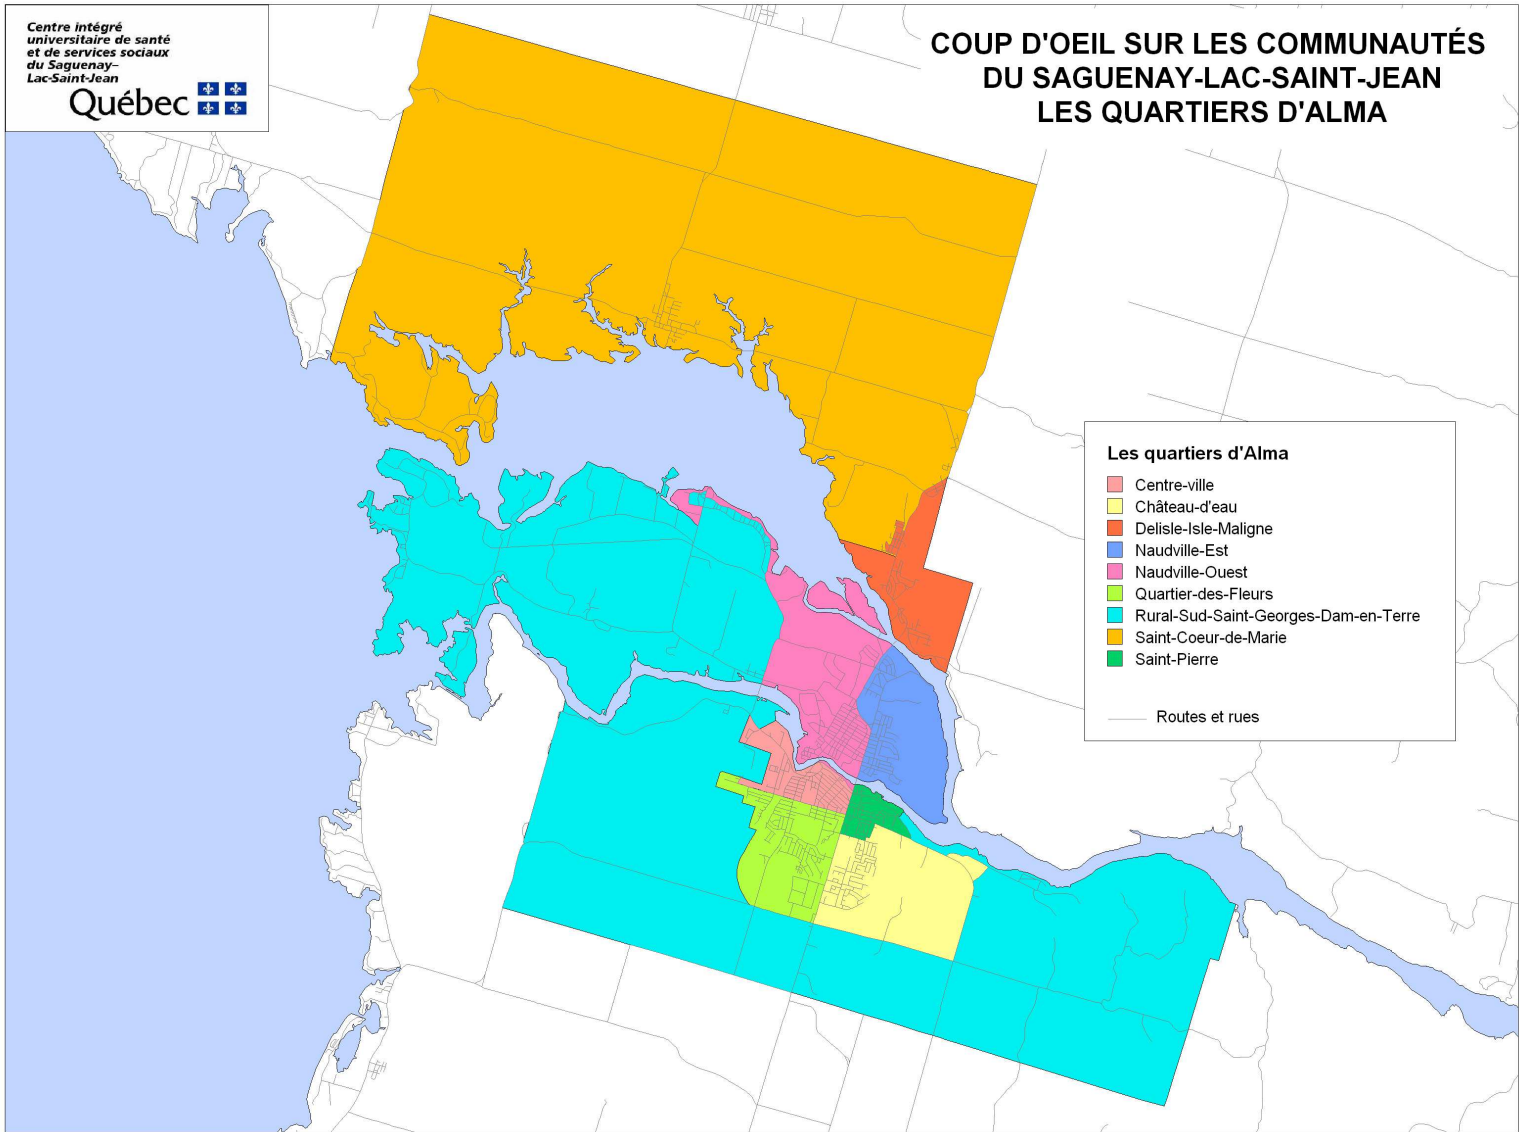 Centre intégré
universitaire de santé
et de services sociaux
du Saguenay–
Lac-Saint-Jean
Québec
COUP D'OEIL SUR LES COMMUNAUTÉS
DU SAGUENAY-LAC-SAINT-JEAN
LES QUARTIERS D'ALMA
Les quartiers d'Alma
Centre-ville
Château-d'eau
Delisle-Isle-Maligne
Naudville-Est
Naudville-Ouest
Quartier-des-Fleurs
Rural-Sud-Saint-Georges-Dam-en-Terre
Saint-Coeur-de-Marie
Saint-Pierre
Routes et rues